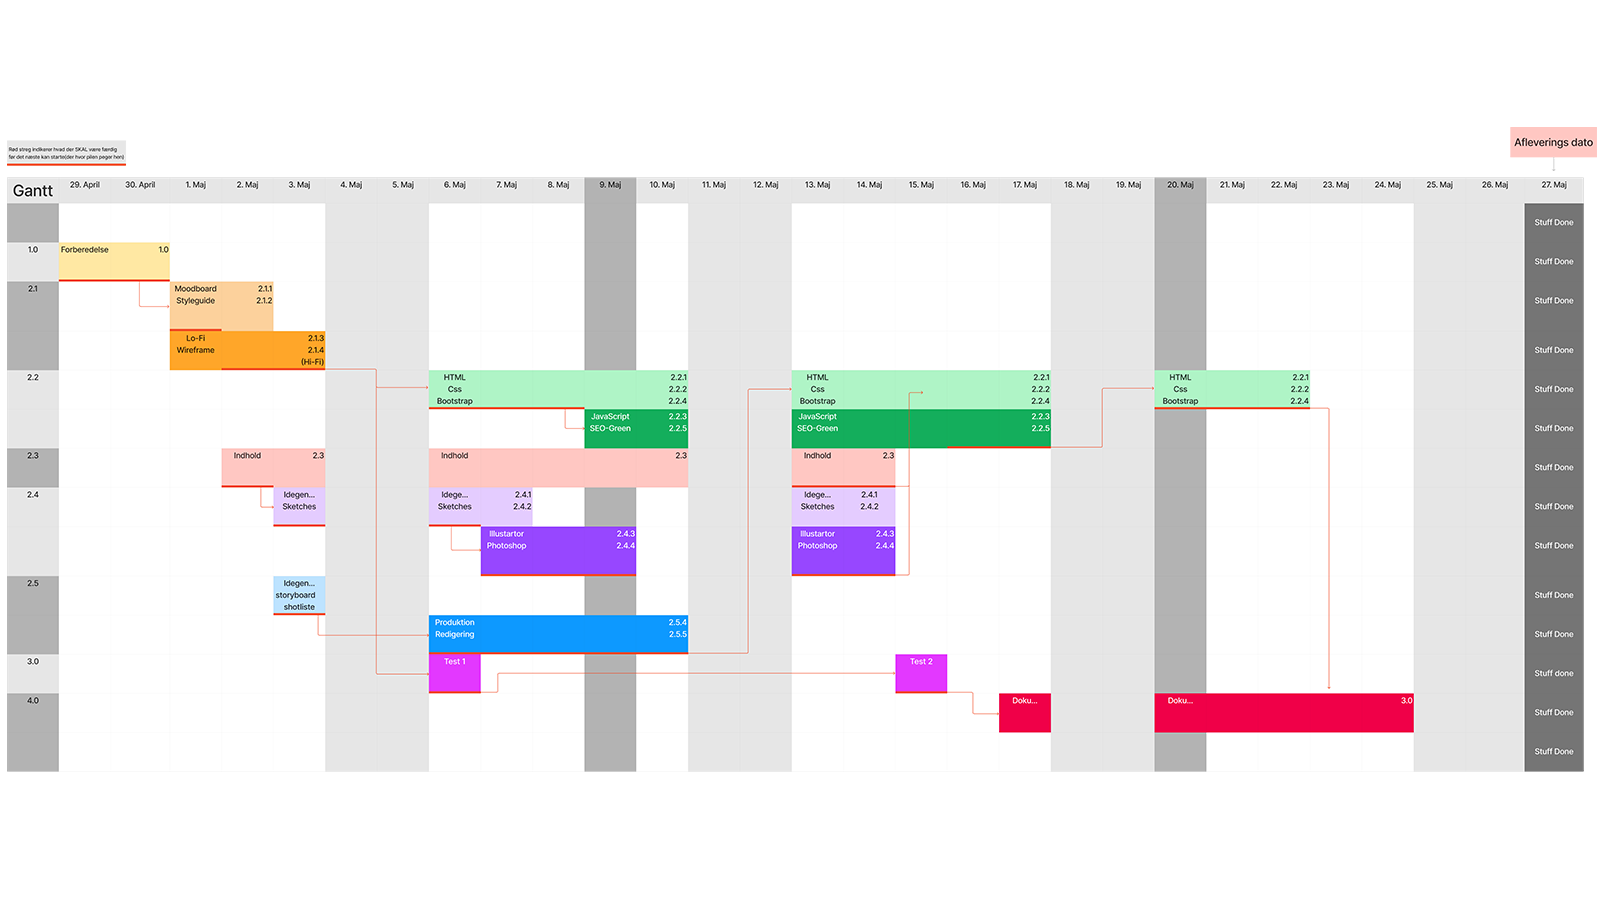 Afleverings dato
Rød streg indikerer hvad der SKAL være færdig
før det næste kan starte(der hvor pilen peger hen)
Gantt
29. April 30. April 1. Maj 2. Maj 3. Maj 4. Maj 5. Maj 6. Maj 7. Maj 8. Maj 9. Maj 10. Maj 11. Maj 12. Maj 13. Maj 14. Maj 15. Maj 16. Maj 17. Maj 18. Maj 19. Maj 20. Maj 21. Maj 22. Maj 23. Maj 24. Maj 25. Maj 26. Maj 27. Maj
Stuff Done
1.0 Forberedelse 1.0
Stuff Done
2.1 Moodboard 2.1.1
Styleguide 2.1.2 Stuff Done
Lo-Fi 2.1.3
Wireframe 2.1.4 Stuff Done
(Hi-Fi)
2.2 HTML 2.2.1 HTML 2.2.1 HTML 2.2.1
Css 2.2.2 Css 2.2.2 Css 2.2.2 Stuff Done
Bootstrap 2.2.4 Bootstrap 2.2.4 Bootstrap 2.2.4
JavaScript 2.2.3 JavaScript 2.2.3
SEO-Green 2.2.5 SEO-Green 2.2.5 Stuff Done
2.3 Indhold 2.3 Indhold 2.3 Indhold 2.3
Stuff Done
2.4 Idegen... Idege... 2.4.1 Idege... 2.4.1
Sketches Sketches 2.4.2 Sketches 2.4.2 Stuff Done
Illustartor 2.4.3 Illustartor 2.4.3
Photoshop 2.4.4 Photoshop 2.4.4 Stuff Done
2.5 Idegen...
storyboard Stuff Done
shotliste
Produktion 2.5.4
Redigering 2.5.5 Stuff Done
3.0 Test 1 Test 2
Stuff done
4.0 Doku... Doku... 3.0
Stuff Done
Stuff Done